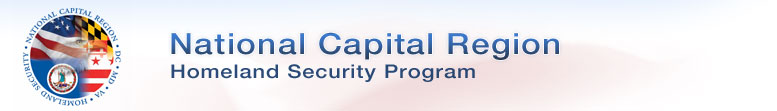 NATIONAL CAPITAL REGION • DC • MD • VA • HOMELAND SECURITY •
National Capital Region
Homeland Security Program